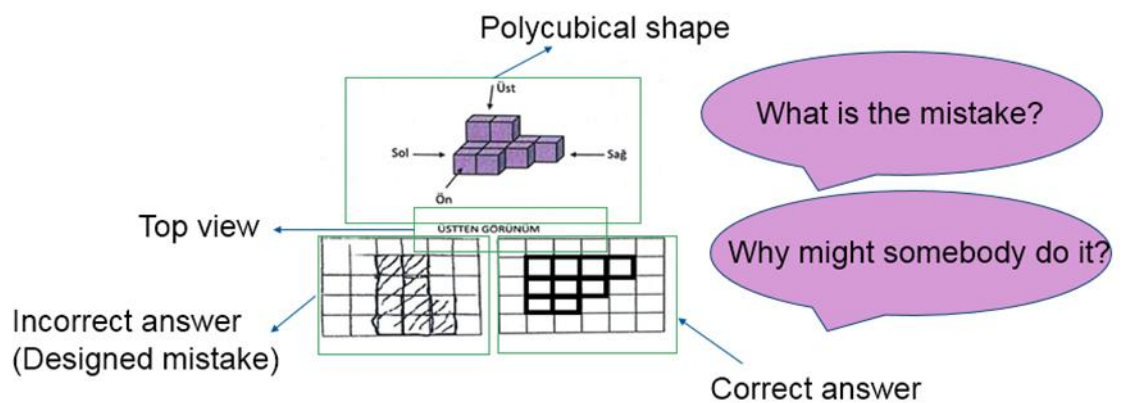 Polycubical shape
Üst
What is the mistake?
Sol
Sağ
Ön
Top view
ÜSTTEN GÖRÜNÜM
Why might somebody do it?
Incorrect answer
(Designed mistake)
Correct answer